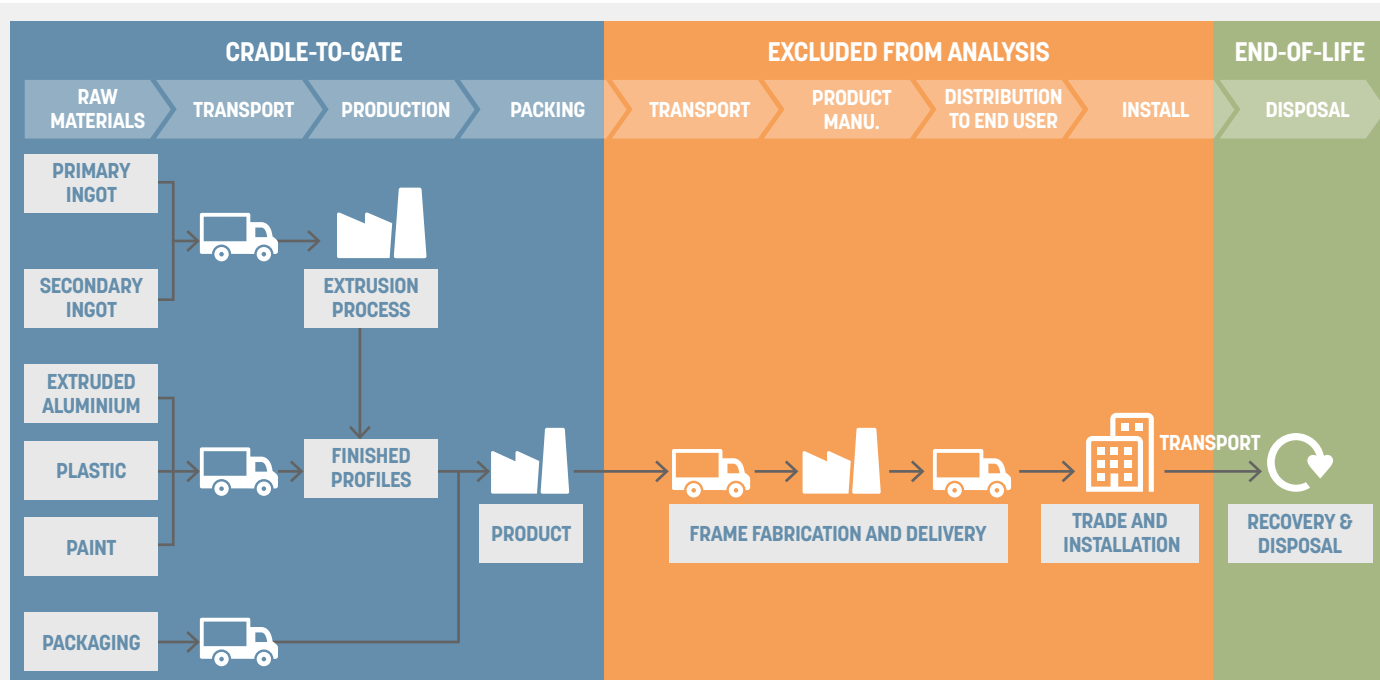 CRADLE-TO-GATE
EXCLUDED FROM ANALYSIS
END-OF-LIFE
RAW
MATERIALS
TRANSPORT
PRODUCTION
PACKING
TRANSPORT
PRODUCT
MANU.
DISTRIBUTION
TO END USER
INSTALL
DISPOSAL
PRIMARY
INGOT
SECONDARY
INGOT
EXTRUSION
PROCESS
EXTRUDED
ALUMINIUM
PLASTIC
PAINT
FINISHED
PROFILES
PRODUCT
FRAME FABRICATION AND DELIVERY
TRADE AND
INSTALLATION
TRANSPORT
RECOVERY &
DISPOSAL
PACKAGING